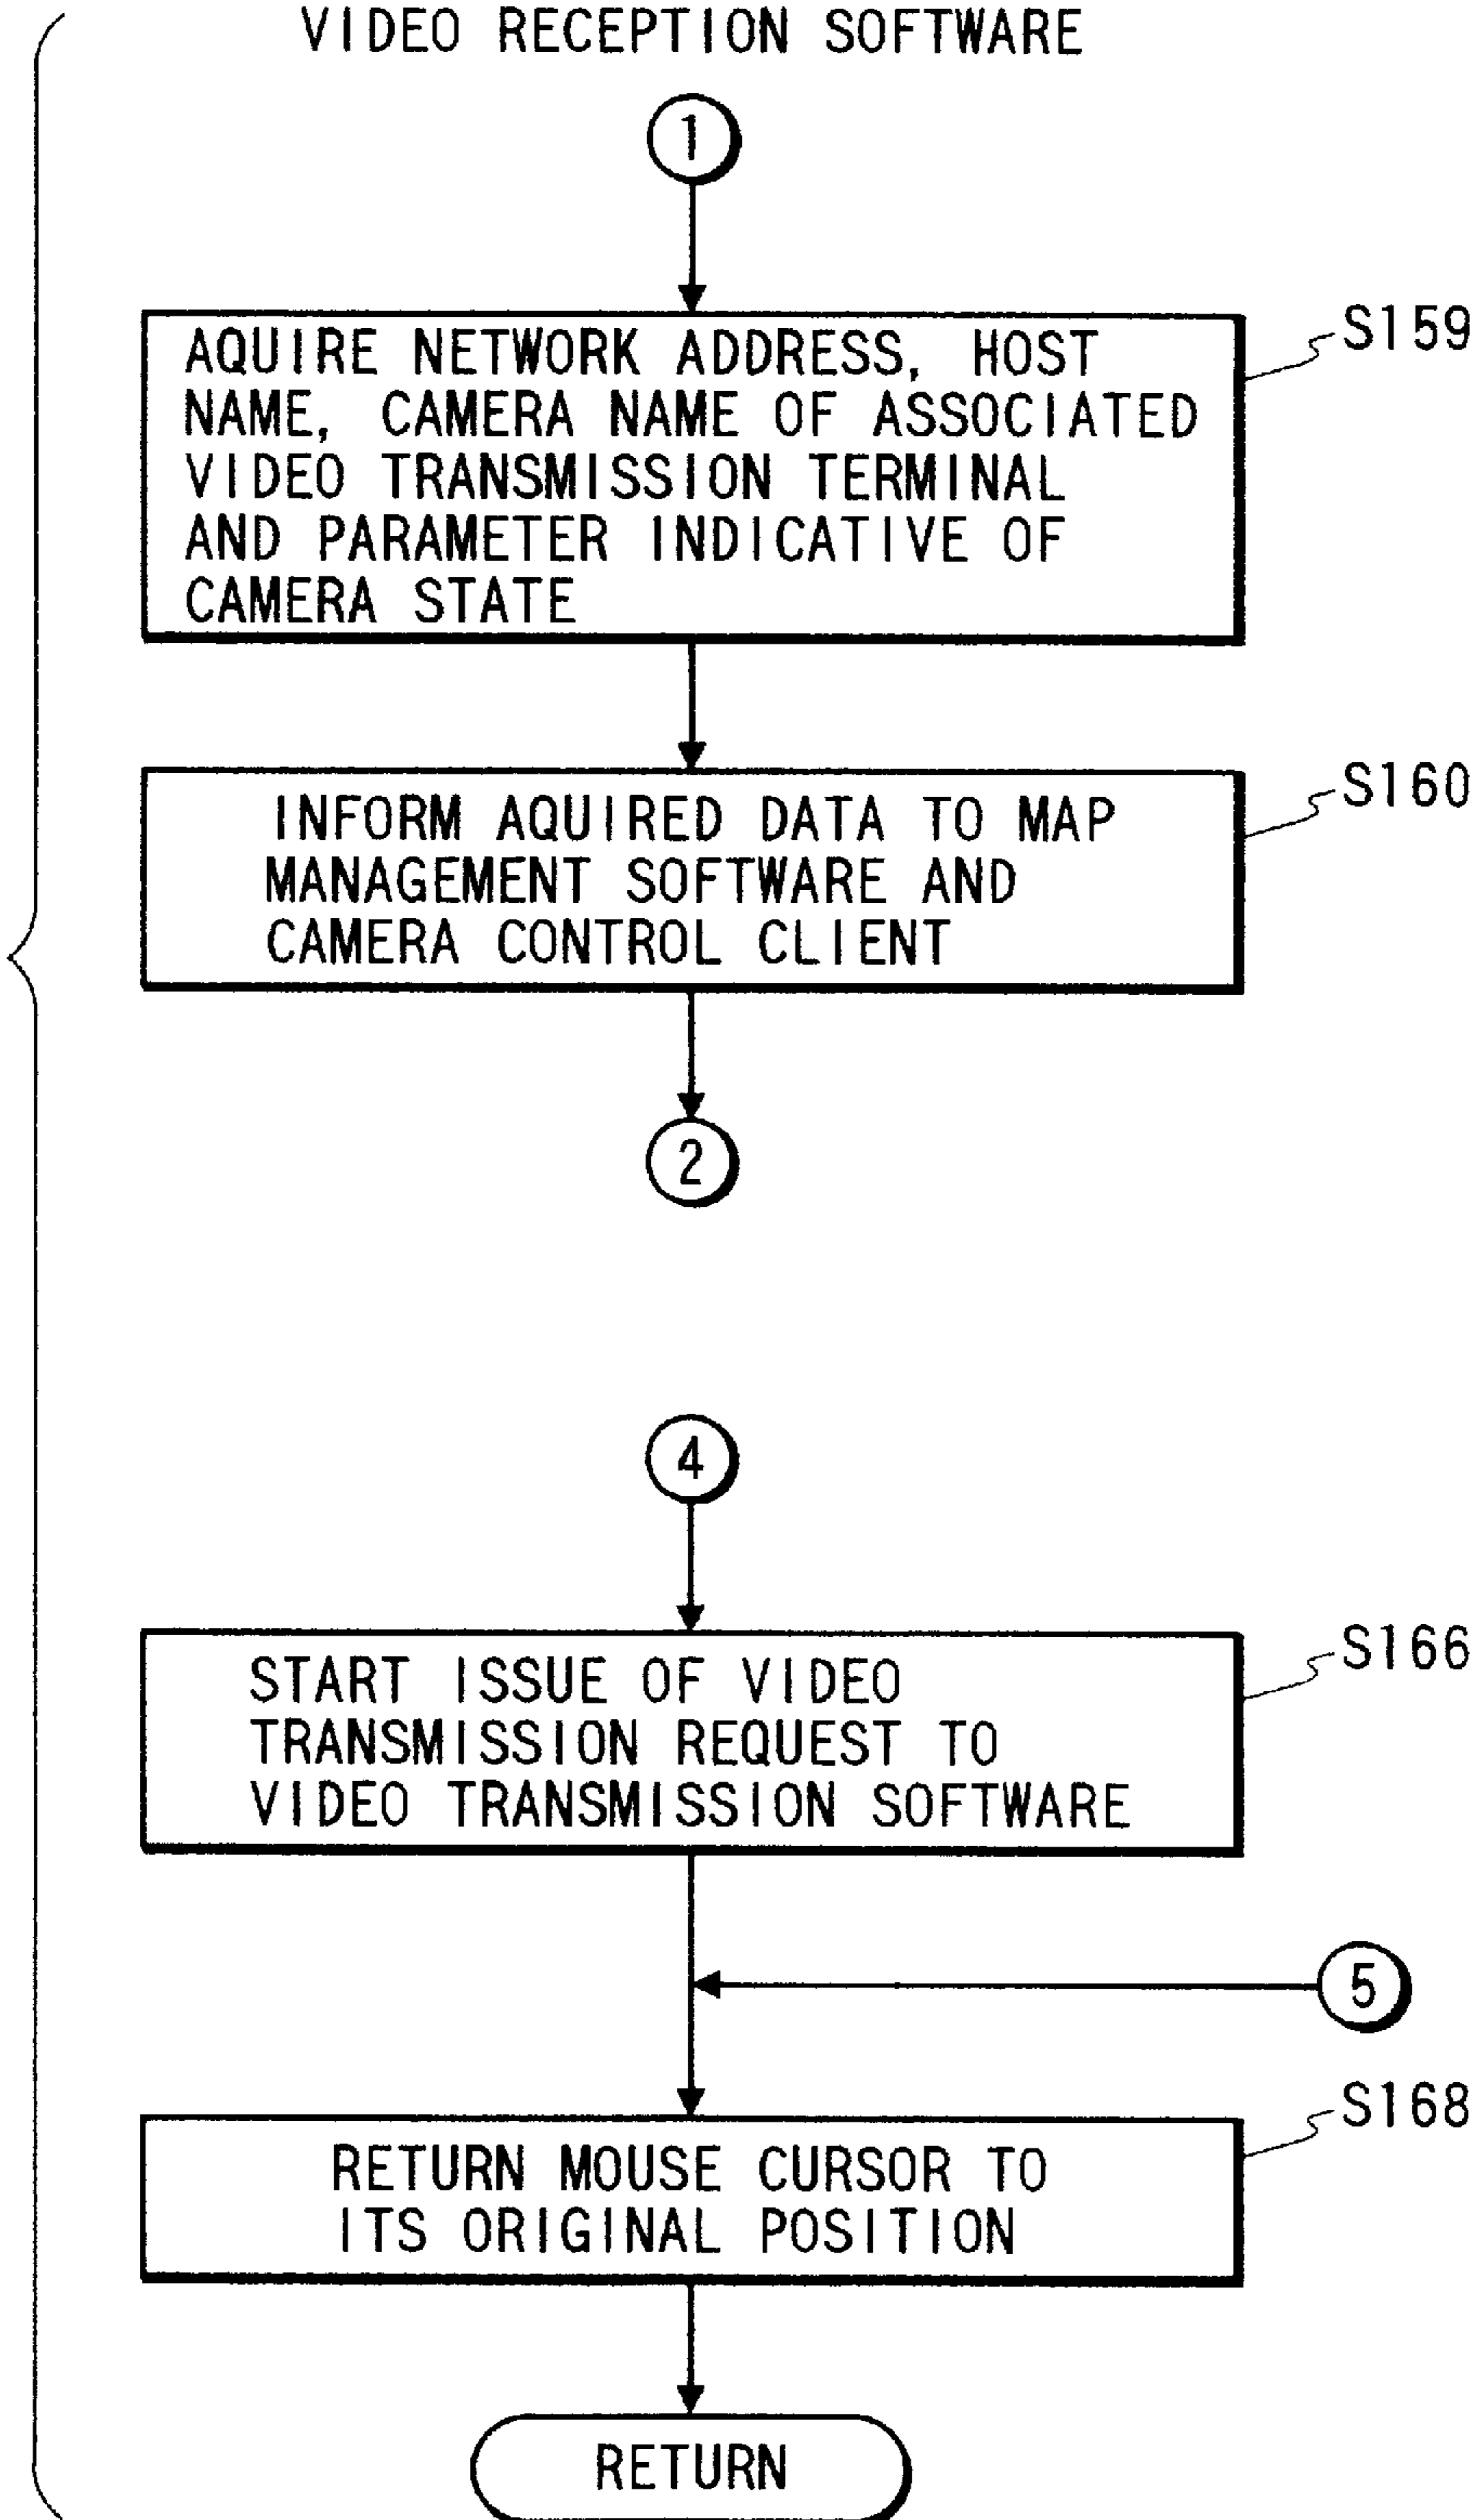 VIDEO RECEPTION SOFTWARE
1
AQUIRE NETWORK ADDRESS, HOST
NAME, CAMERA NAME OF ASSOCIATED
VIDEO TRANSMISSION TERMINAL
AND PARAMETER INDICATIVE OF
CAMERA STATE
S159
INFORM AQUIRED DATA TO MAP
MANAGEMENT SOFTWARE AND
CAMERA CONTROL CLIENT
S160
2
4
START ISSUE OF VIDEO
TRANSMISSION REQUEST TO
VIDEO TRANSMISSION SOFTWARE
S166
5
RETURN MOUSE CURSOR TO
ITS ORIGINAL POSITION
S168
RETURN